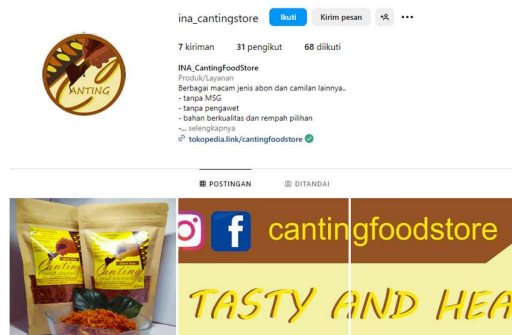 ina_cantingstore Ikuti Kirim pesan
7 kiriman 31 pengikut 68 diikuti
INA_CantingFoodStore
Produk/Layanan
Berbagai macam jenis abon dan camilan lainnya..
- tanpa MSG
- tanpa pengawet
- bahan berkualitas dan rempah pilihan
-... selengkapnya
tokopedia.link/cantingfoodstore
CANTING
POSTINGAN DITANDAI
Canting
Food Store
Canting
cantingfoodstore
TASTY AND HEA